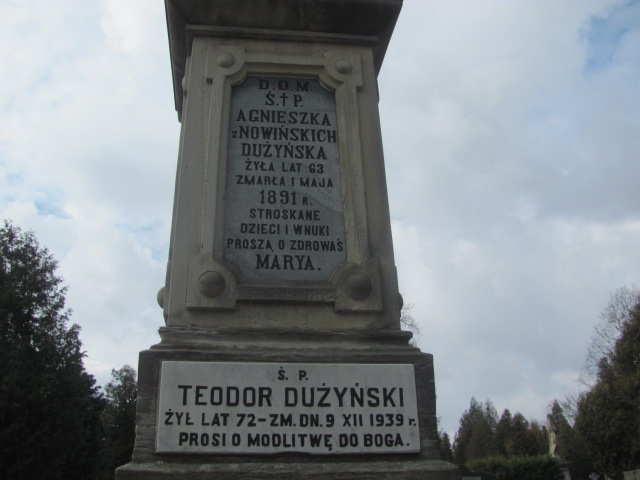 D.O.M.
Ś.†P.
AGNIESZKA
z NOWIŃSKICH
DUŻYŃSKA
ŻYŁA LAT 63
ZMARŁA 1 MAJA
1891 R.
STROSKANE
DZIECI I WNUKI
PROSZĄ O ZDROWAŚ
MARYA.
Ś. P.
TEODOR DUŻYŃSKI
ŻYŁ LAT 72-ZM. DN. 9 XII 1939 r.
PROSI O MODLITWĘ DO BOGA.